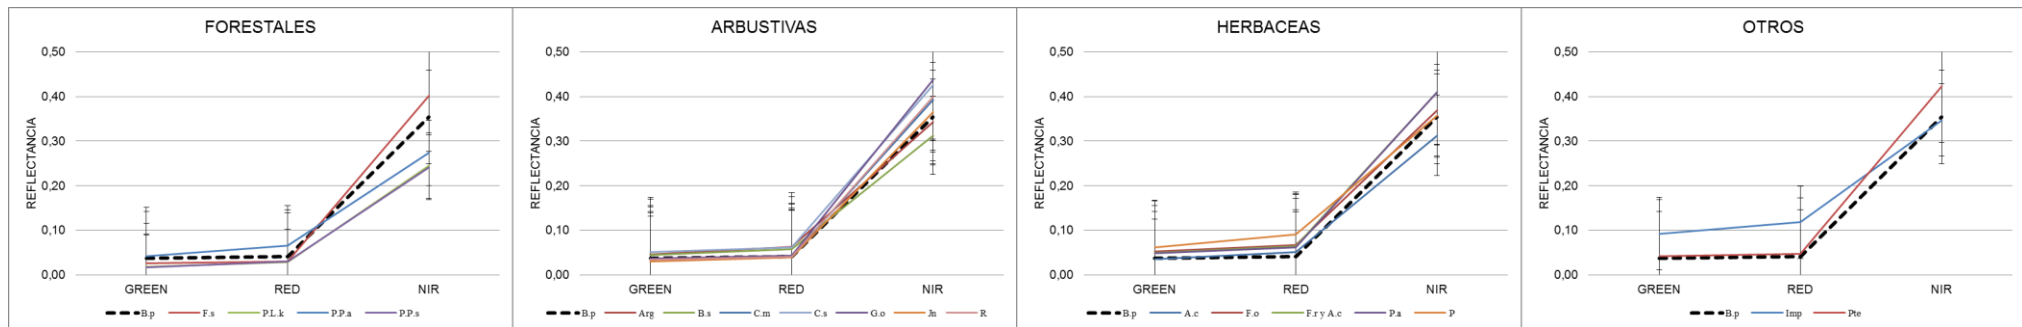 FORESTALES
REFLECTANCIA
0,50
0,40
0,30
0,20
0,10
0,00
GREEN RED NIR
B.p F.s P.L.k P.P.a P.P.s
ARBUSTIVAS
REFLECTANCIA
0,50
0,40
0,30
0,20
0,10
0,00
GREEN RED NIR
B.p Arg B.s C.m C.s G.o Jn R
HERBACEAS
REFLECTANCIA
0,50
0,40
0,30
0,20
0,10
0,00
GREEN RED NIR
B.p A.c F.o F.r y A.c P.a P
OTROS
REFLECTANCIA
0,50
0,40
0,30
0,20
0,10
0,00
GREEN RED NIR
B.p Imp Pte